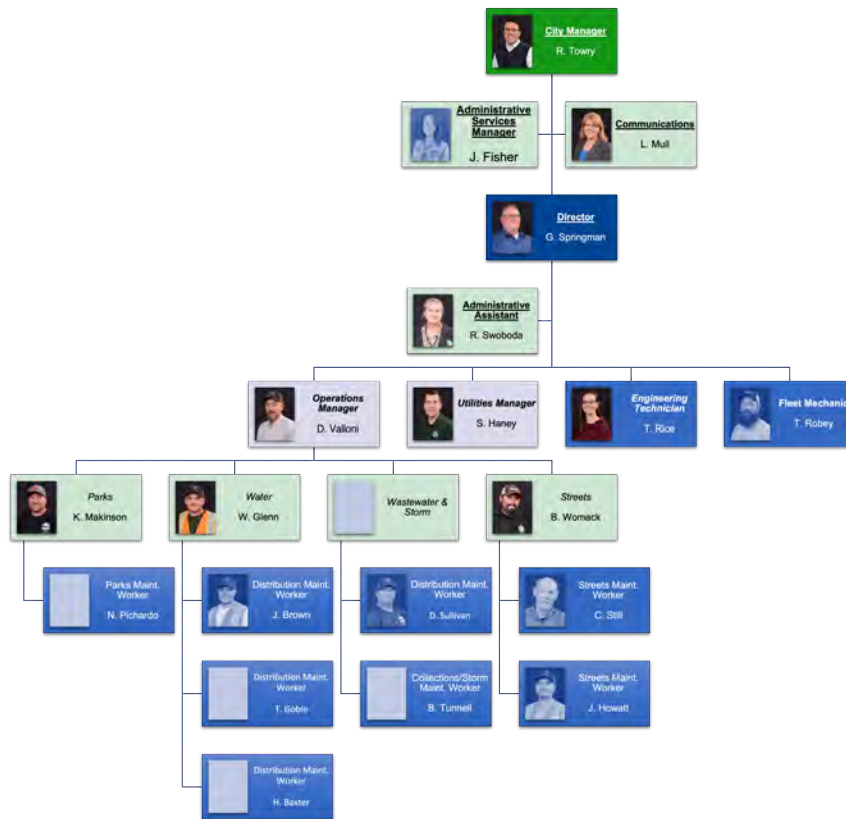 City Manager
R. Towry
Administrative
Services
Manager
J. Fisher
Communications
L. Mull
Director
G. Springman
Administrative
Assistant
R. Swoboda
Operations
Manager
D. Valloni
Utilities Manager
S. Haney
Engineering
Technician
T. Rice
Fleet Mechanic
T. Robey
Parks
K. Makinson
Water
W. Glenn
Wastewater &
Storm
Streets
B. Womack
Parks Maint.
Worker
N. Pichardo
Distribution Maint.
Worker
J. Brown
Distribution Maint.
Worker
D. Sullivan
Streets Maint.
Worker
C. Still
Distribution Maint.
Worker
T. Goble
Collections/Storm
Maint. Worker
B. Tunnell
Streets Maint.
Worker
J. Howatt
Distribution Maint.
Worker
H. Baxter